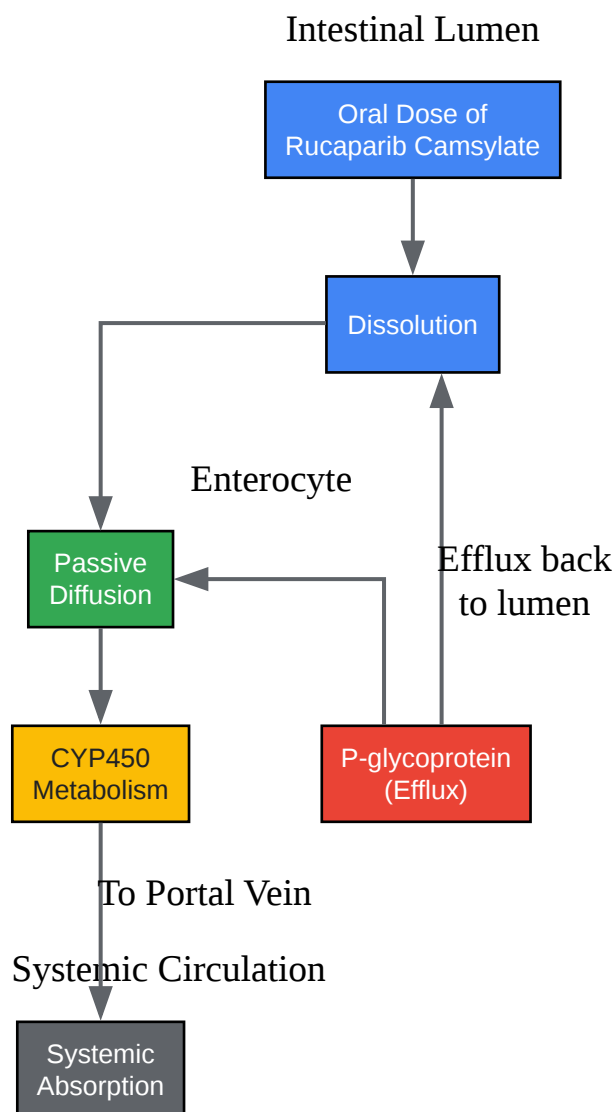 Intestinal Lumen
Oral Dose of
Rucaparib Camsylate
Dissolution
Enterocyte
Passive
Diffusion
Efflux back
to lumen
CYP450
Metabolism
P-glycoprotein
(Efflux)
To Portal Vein
Systemic Circulation
Systemic
Absorption